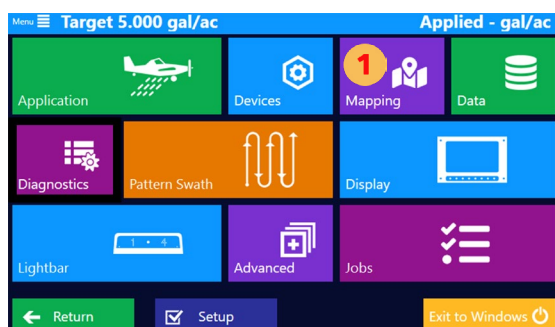 Menu Target 5.000 gal/ac Applied - gal/ac
1
Application Devices Mapping Data
Diagnostics Pattern Swath Display
1 • 4
Lightbar Advanced Jobs
Return Setup Exit to Windows